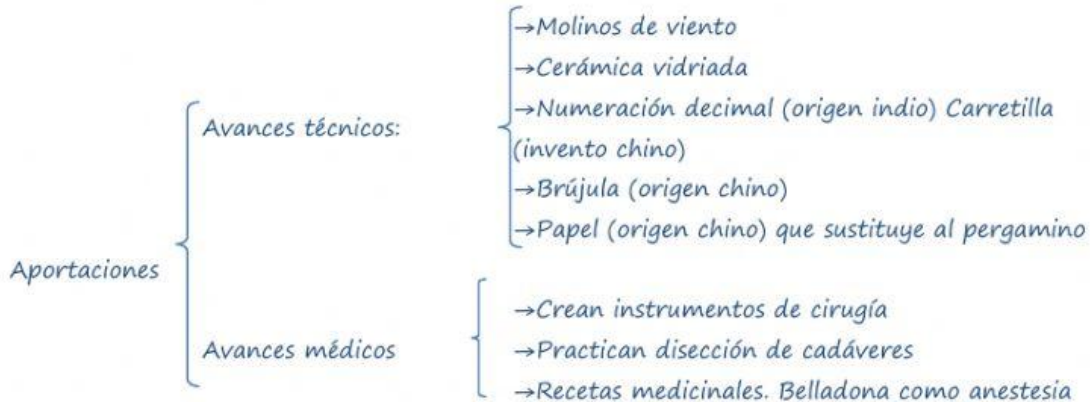 Aportaciones
Avances técnicos:
→Molinos de viento
→Cerámica vidriada
→Numeración decimal (origen indio) Carretilla
(invento chino)
→Brújula (origen chino)
→Papel (origen chino) que sustituye al pergamino
Avances médicos
→Crean instrumentos de cirugía
→Practican disección de cadáveres
→Recetas medicinales. Belladona como anestesia